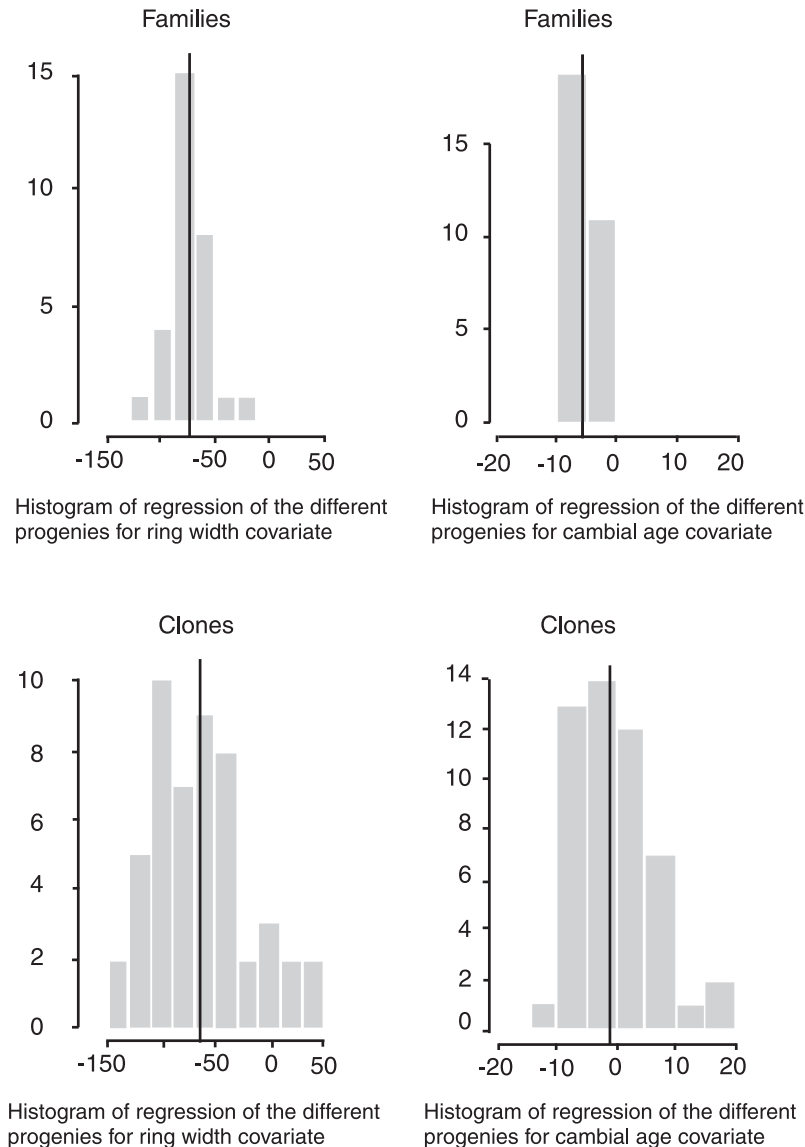 Families
15
10
5
0
-150 -50 0 50
Histogram of regression of the different
progenies for ring width covariate
Families
15
10
5
0
-20 -10 0 10 20
Histogram of regression of the different
progenies for cambial age covariate
Clones
10
8
6
4
2
0
-150 -50 0 50
Histogram of regression of the different
progenies for ring width covariate
Clones
14
12
10
8
6
4
2
0
-20 -10 0 10 20
Histogram of regression of the different
progenies for cambial age covariate